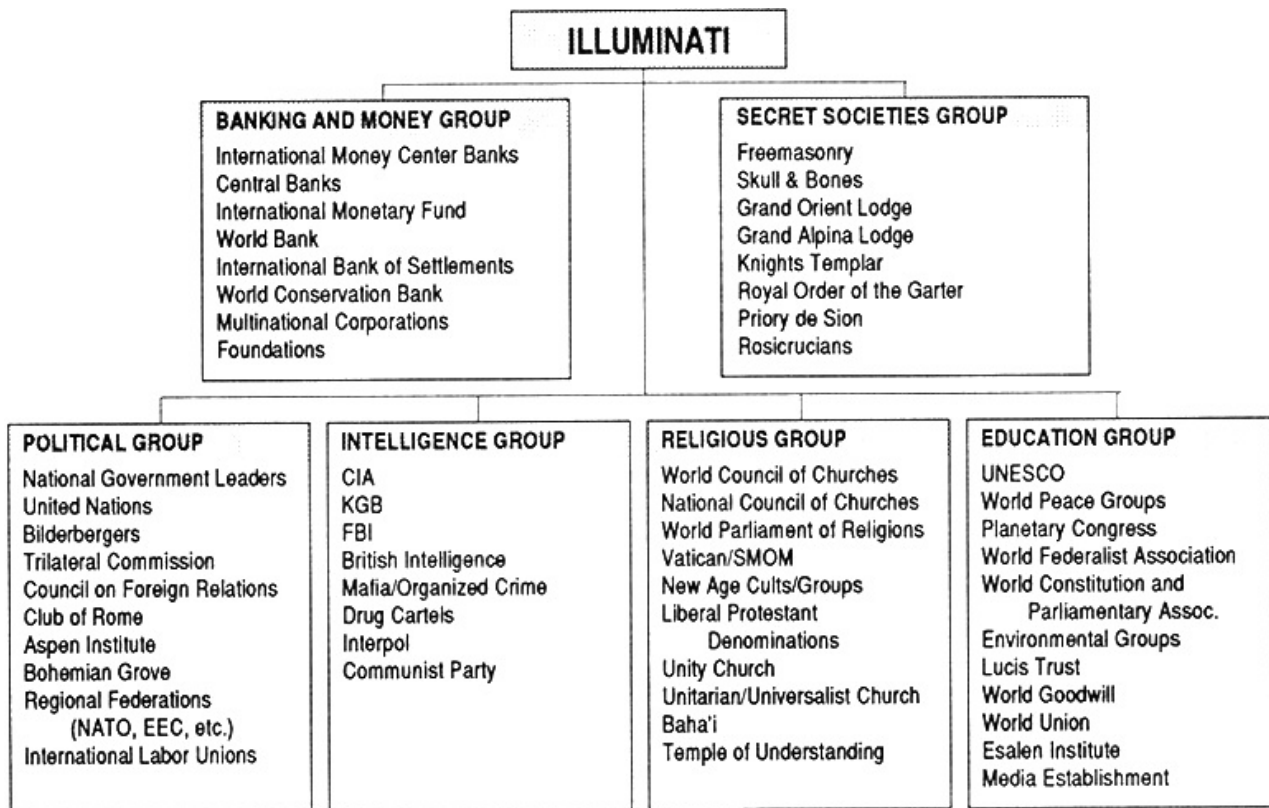 ILLUMINATI
BANKING AND MONEY GROUP
International Money Center Banks
Central Banks
International Monetary Fund
World Bank
International Bank of Settlements
World Conservation Bank
Multinational Corporations
Foundations
SECRET SOCIETIES GROUP
Freemasonry
Skull & Bones
Grand Orient Lodge
Grand Alpina Lodge
Knights Templar
Royal Order of the Garter
Priory de Sion
Rosicrucians
POLITICAL GROUP
National Government Leaders
United Nations
Bilderbergers
Trilateral Commission
Council on Foreign Relations
Club of Rome
Aspen Institute
Bohemian Grove
Regional Federations
(NATO, EEC, etc.)
International Labor Unions
INTELLIGENCE GROUP
CIA
KGB
FBI
British Intelligence
Mafia/Organized Crime
Drug Cartels
Interpol
Communist Party
RELIGIOUS GROUP
World Council of Churches
National Council of Churches
World Parliament of Religions
Vatican/SMOM
New Age Cults/Groups
Liberal Protestant
Denominations
Unity Church
Unitarian/Universalist Church
Baha'i
Temple of Understanding
EDUCATION GROUP
UNESCO
World Peace Groups
Planetary Congress
World Federalist Association
World Constitution and
Parliamentary Assoc.
Environmental Groups
Lucis Trust
World Goodwill
World Union
Esalen Institute
Media Establishment